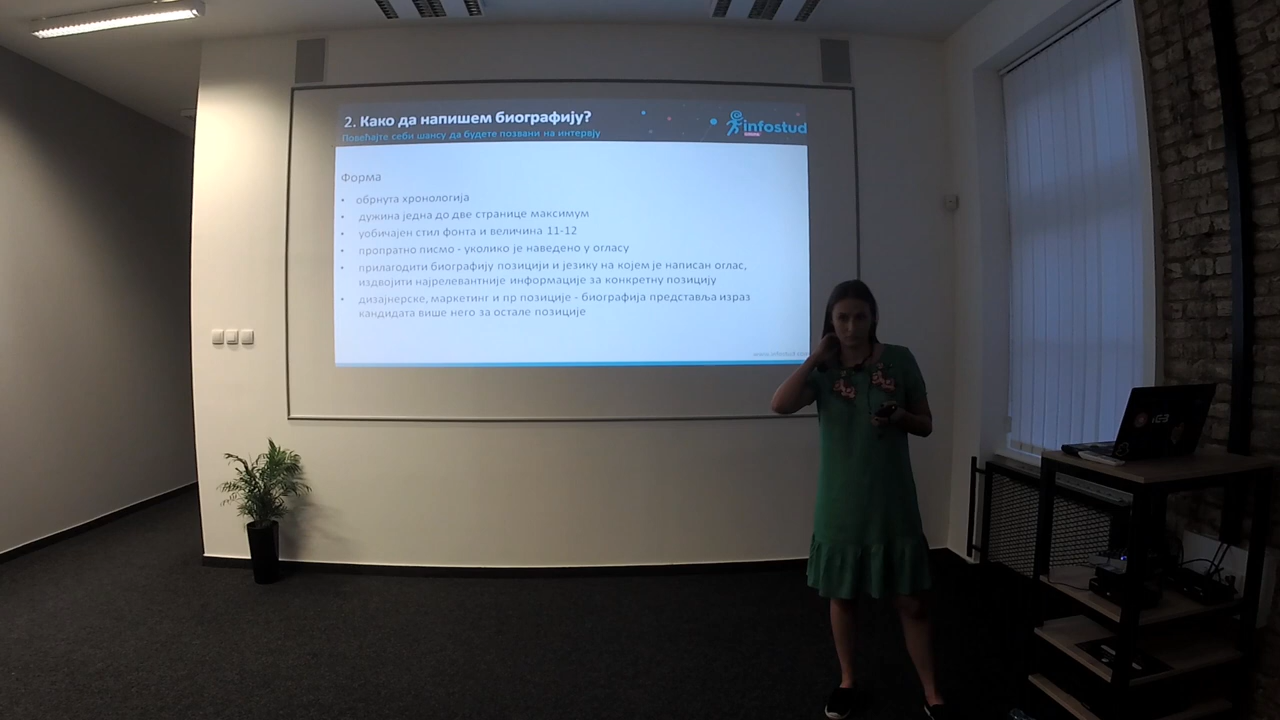 2. Како да напишем биографију?
Повећајте себи шансу да будете позвани на интервју
infostud
Форма
• обрнута хронологија
• дужина једна до две странице максимум
• уобичајен стил фонта и величина 11-12
• пропратно писмо - уколико је наведено у огласу
• прилагодити биографију позицији и језику на којем је написан оглас,
издвојити најрелевантније информације за конкретну позицију
• дизајнерске, маркетинг и пр позиције - биографија представља израз
кандидата више него за остале позиције